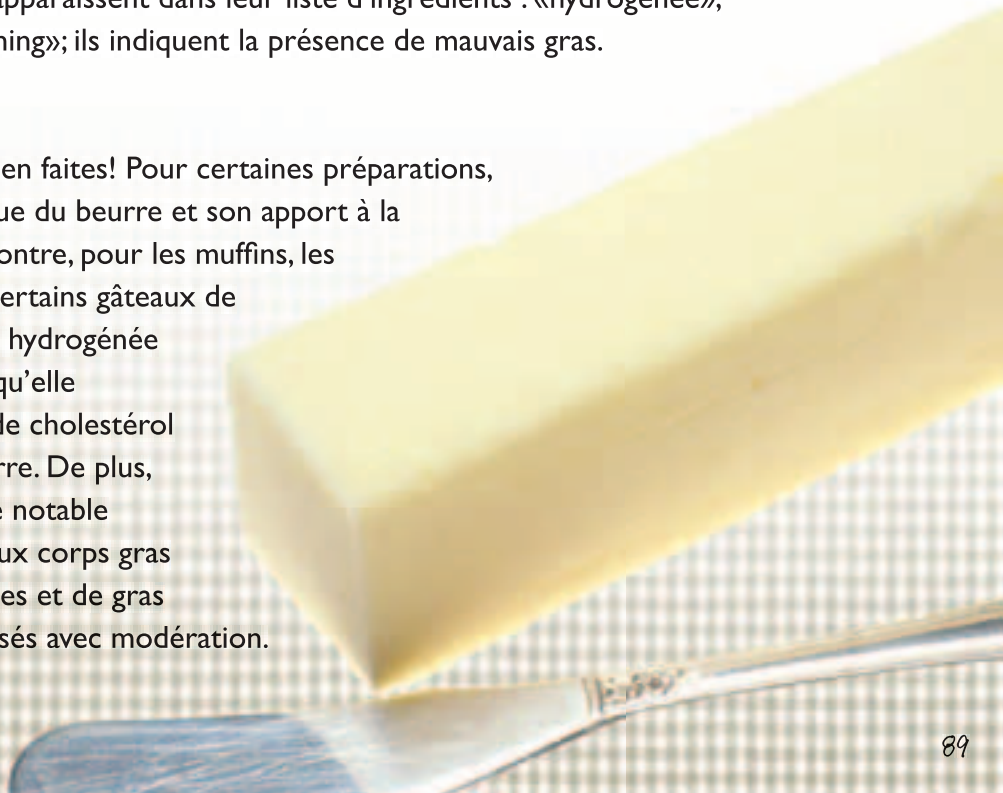 apparaissent dans leur liste d'ingrédients : «hydrogénée»,
ning»; ils indiquent la présence de mauvais gras.
en faites! Pour certaines préparations,
ue du beurre et son apport à la
ontre, pour les muffins, les
ertains gâteaux de
hydrogénée
qu'elle
de cholestérol
rre. De plus,
e notable
ux corps gras
es et de gras
sés avec modération.
89